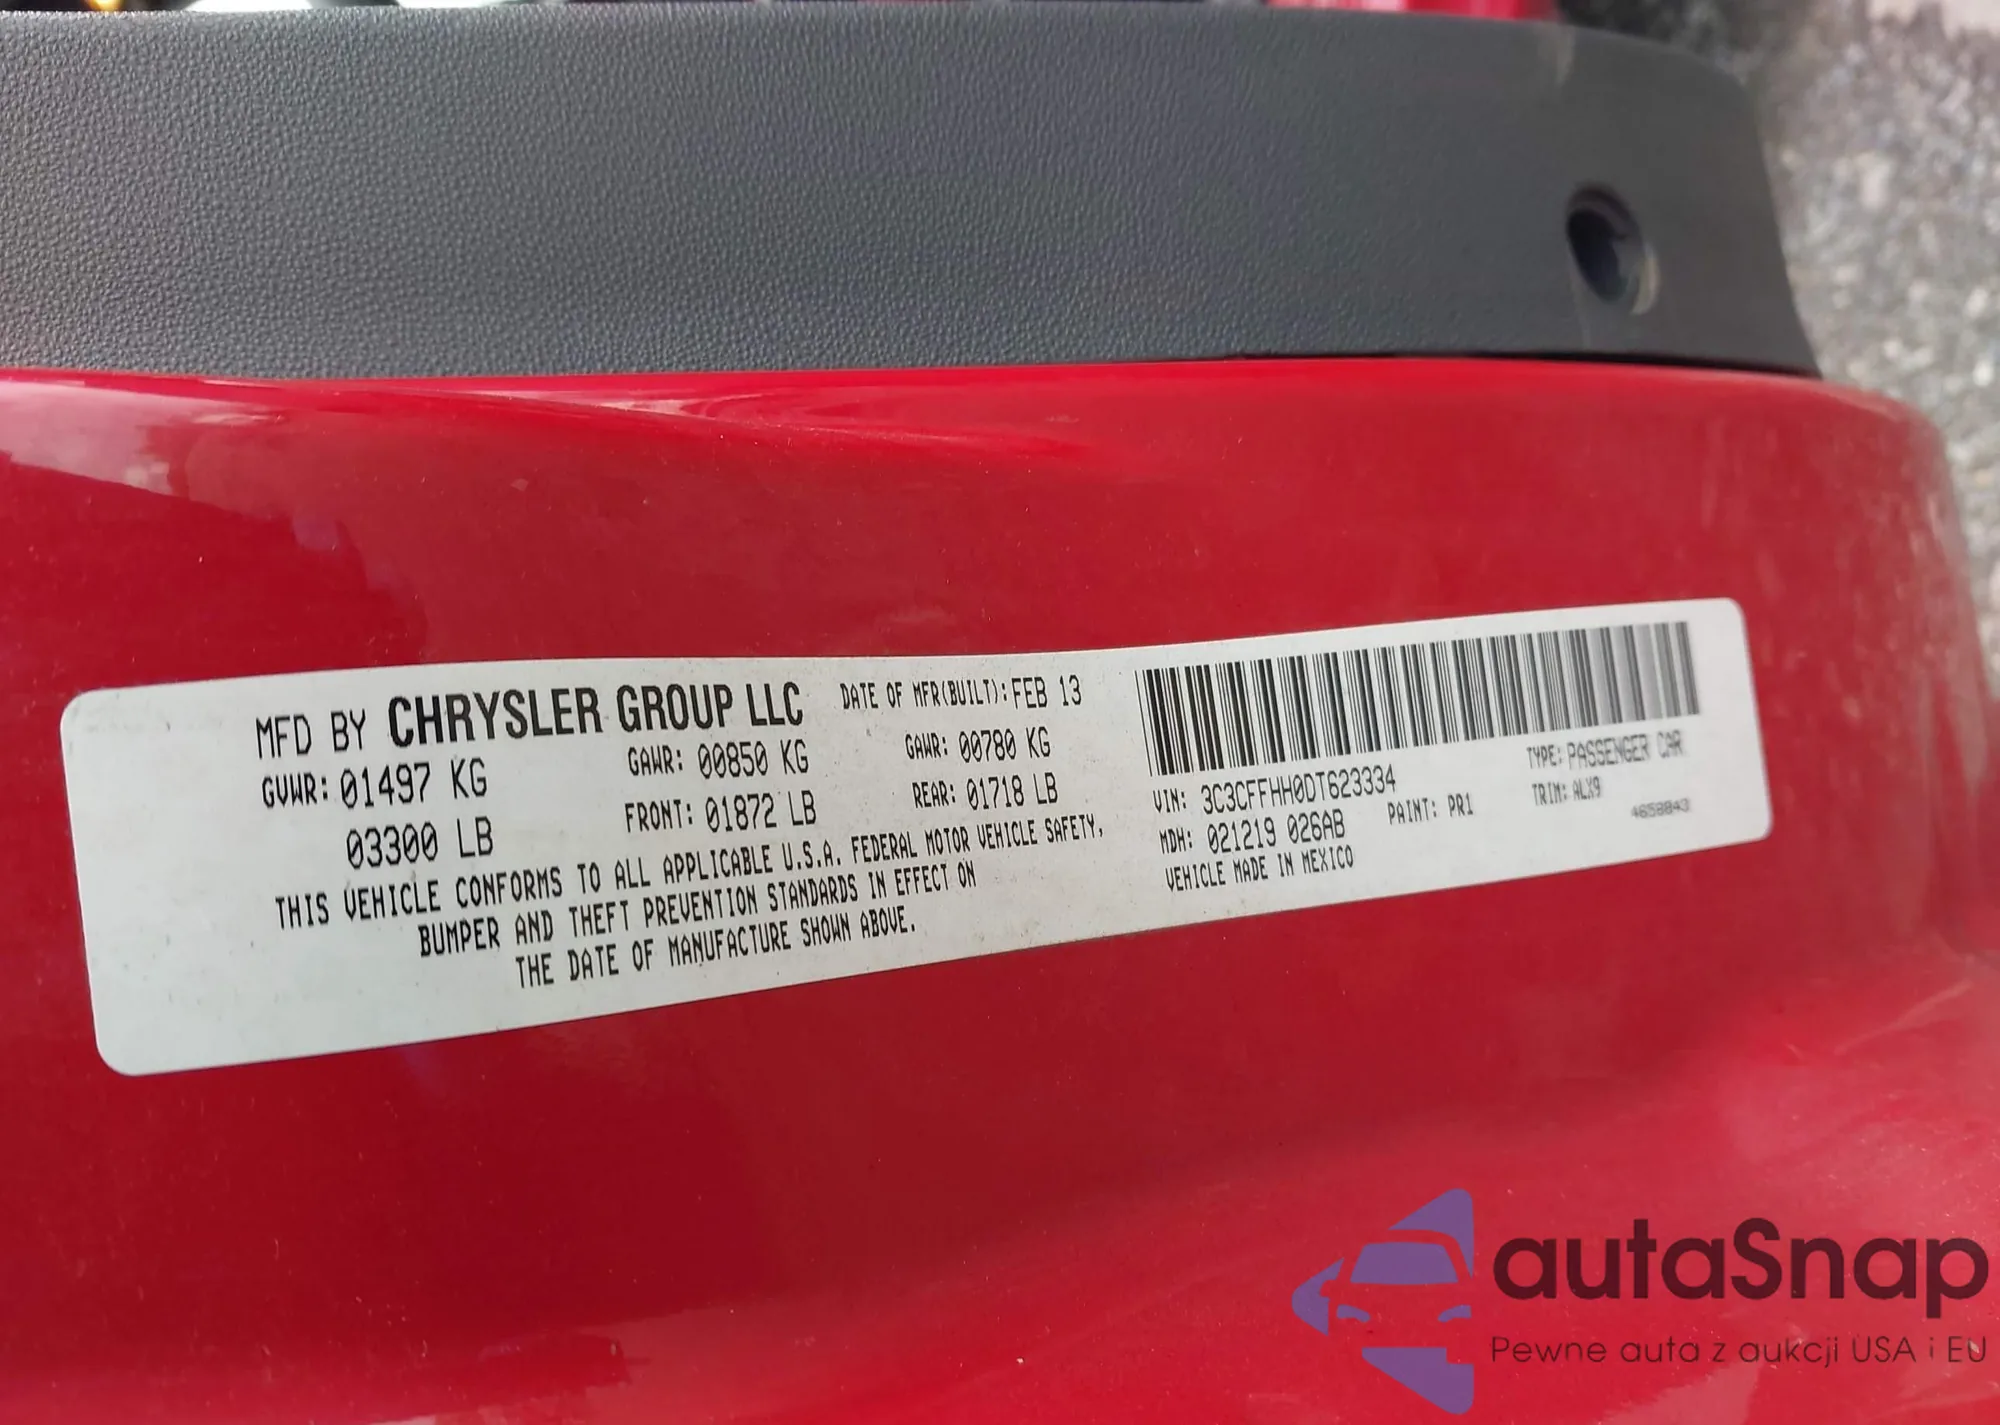 MFD BY CHRYSLER GROUP LLC
DATE OF MFR(BUILT): FEB 13
GVWR: 01497 KG
03300 LB
GAWR: 00850 KG
FRONT: 01872 LB
GAWR: 00780 KG
REAR: 01718 LB
THIS VEHICLE CONFORMS TO ALL APPLICABLE U.S.A. FEDERAL MOTOR VEHICLE SAFETY,
BUMPER AND THEFT PREVENTION STANDARDS IN EFFECT ON
THE DATE OF MANUFACTURE SHOWN ABOVE.
VIN: 3C3CFFHH0DT623334
TYPE: PASSENGER CAR
MDH: 021219 026AB
PAINT: PR1
TRIM: ALX9
VEHICLE MADE IN MEXICO
4658843
autaSnap
Pewne auta z aukcji USA i EU